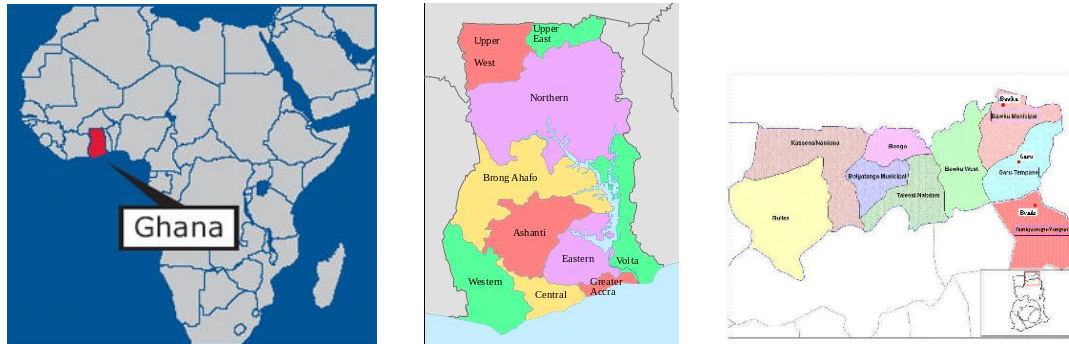 Ghana
Upper
West
Upper
East
Northern
Brong Ahafo
Ashanti
Eastern
Volta
Western
Central
Greater
Accra
Bawku
Bawku Municipal
Kassena/Nankana
Bongo
Garu
Bolgatanga Municipal
Bawku West
Garu-Tempane
Talensi Nabdam
Builsa